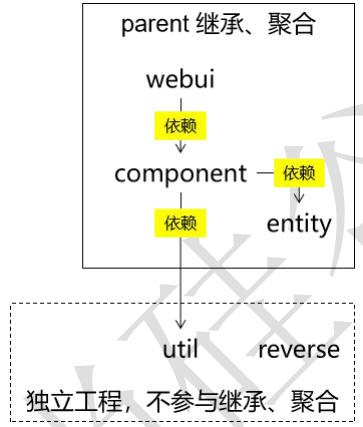 parent 继承、聚合
webui
依赖
component
依赖
依赖
entity
util
reverse
独立工程，不参与继承、聚合